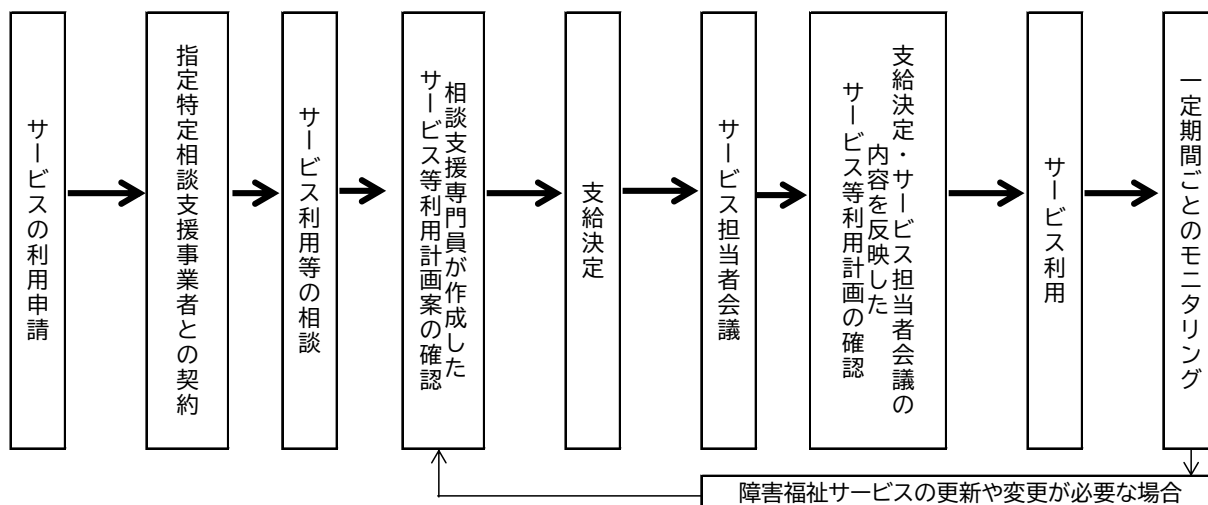 サービスの利用申請
指定特定相談支援事業者との契約
サービス利用等の相談
相談支援専門員が作成した
サービス等利用計画案の確認
支給決定
サービス担当者会議
支給決定・サービス担当者会議の
内容を反映した
サービス等利用計画の確認
サービス利用
一定期間ごとのモニタリング
障害福祉サービスの更新や変更が必要な場合